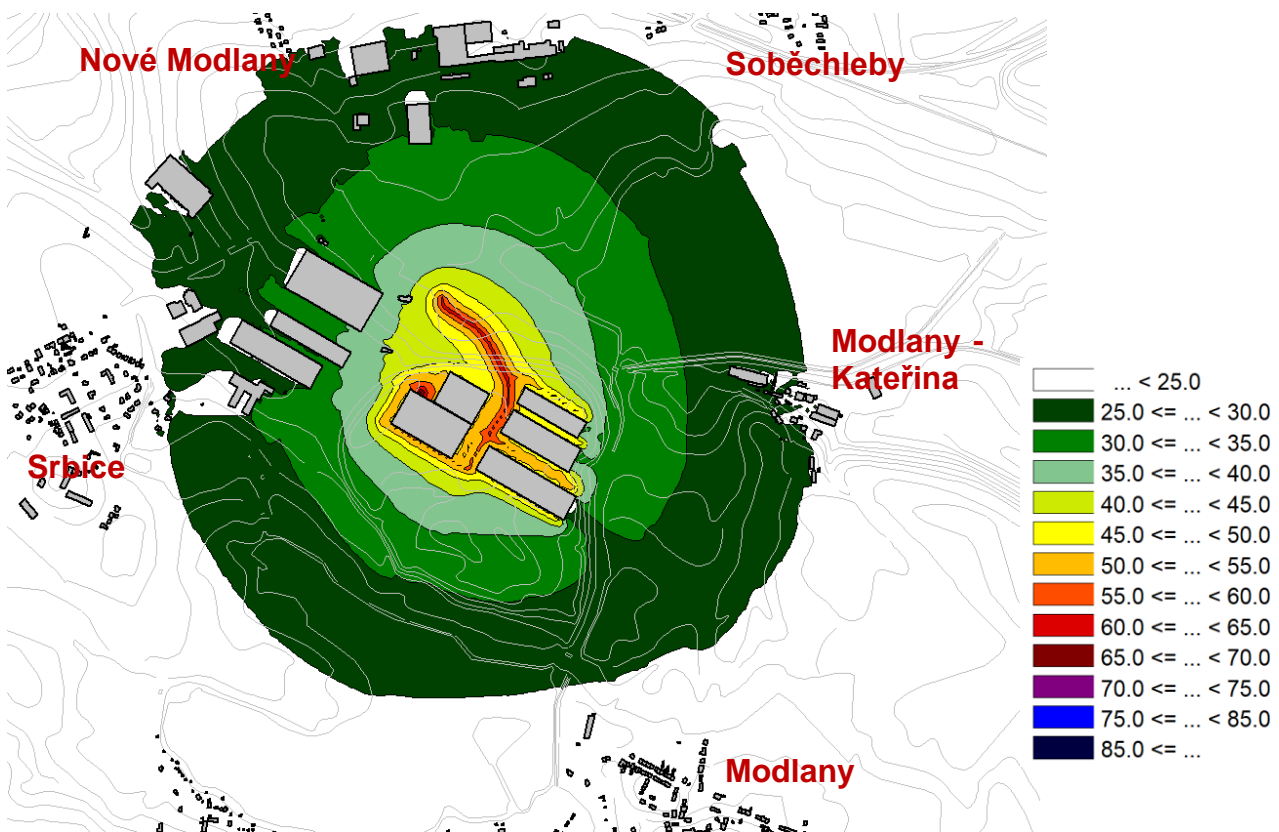 Nové Modlany
Soběchleby
Modlany -
Kateřina
Srbice
Modlany
... < 25.0
25.0 <= ... < 30.0
30.0 <= ... < 35.0
35.0 <= ... < 40.0
40.0 <= ... < 45.0
45.0 <= ... < 50.0
50.0 <= ... < 55.0
55.0 <= ... < 60.0
60.0 <= ... < 65.0
65.0 <= ... < 70.0
70.0 <= ... < 75.0
75.0 <= ... < 85.0
85.0 <= ...